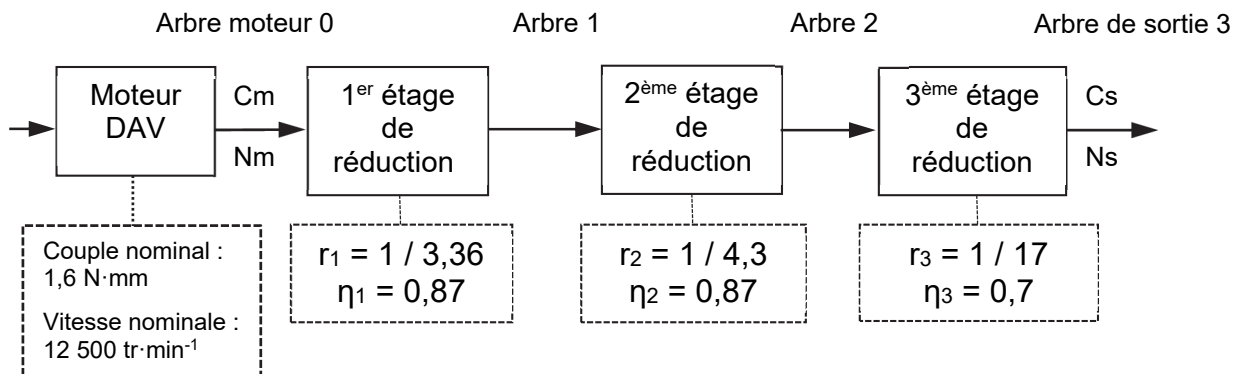 Arbre moteur 0
Arbre 1
Arbre 2
Arbre de sortie 3
Moteur
DAV
Cm
Nm
1er étage
de
réduction
2ème étage
de
réduction
3ème étage
de
réduction
Cs
Ns
Couple nominal :
1,6 N·mm
Vitesse nominale :
12 500 tr·min-1
r1 = 1 / 3,36
η1 = 0,87
r2 = 1 / 4,3
η2 = 0,87
r3 = 1 / 17
η3 = 0,7